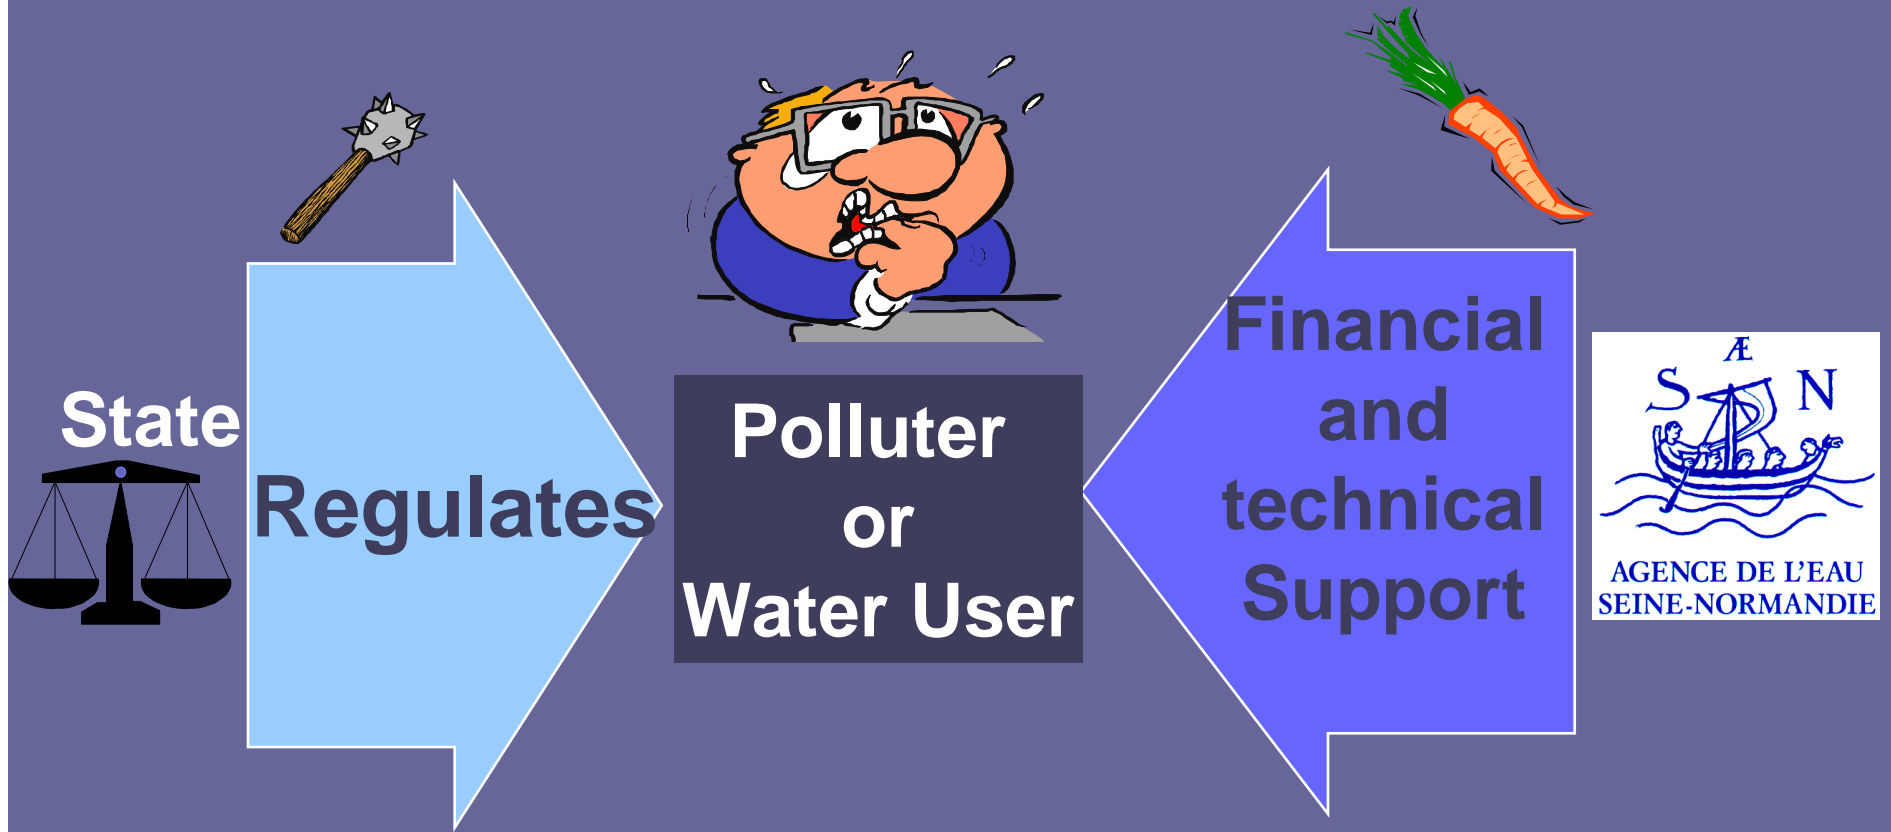 State
Regulates
Polluter
or
Water User
Financial
and
technical
Support
Æ
S N
AGENCE DE L'EAU
SEINE-NORMANDIE